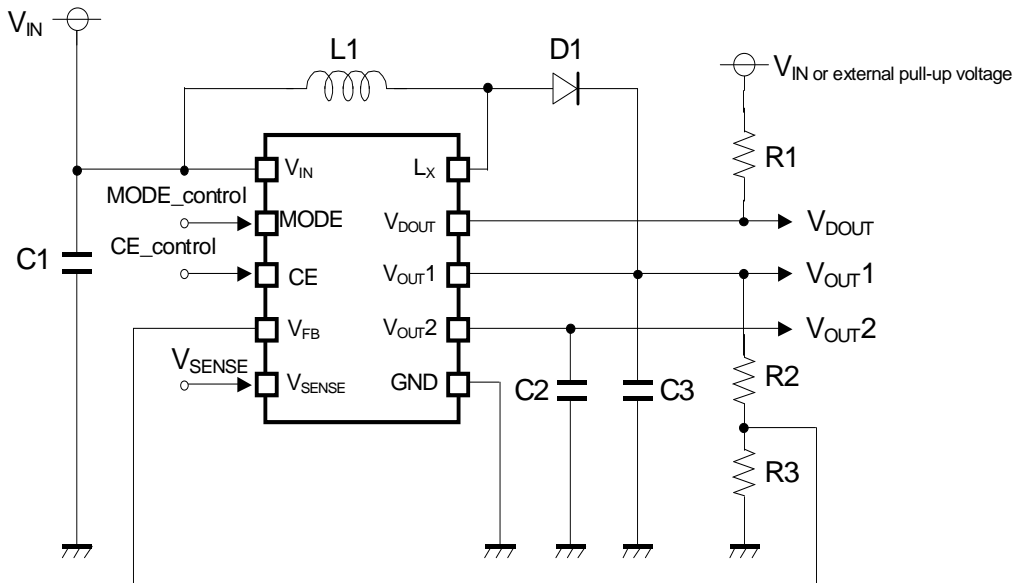 VIN
L1
D1
VIN or external pull-up voltage
R1
VIN
LX
MODE_control
MODE
VDOUT
VDOUT
CE_control
C1
CE
VOUT1
VOUT1
VFB
VOUT2
VOUT2
VSENSE
VSENSE
GND
C2
C3
R2
R3